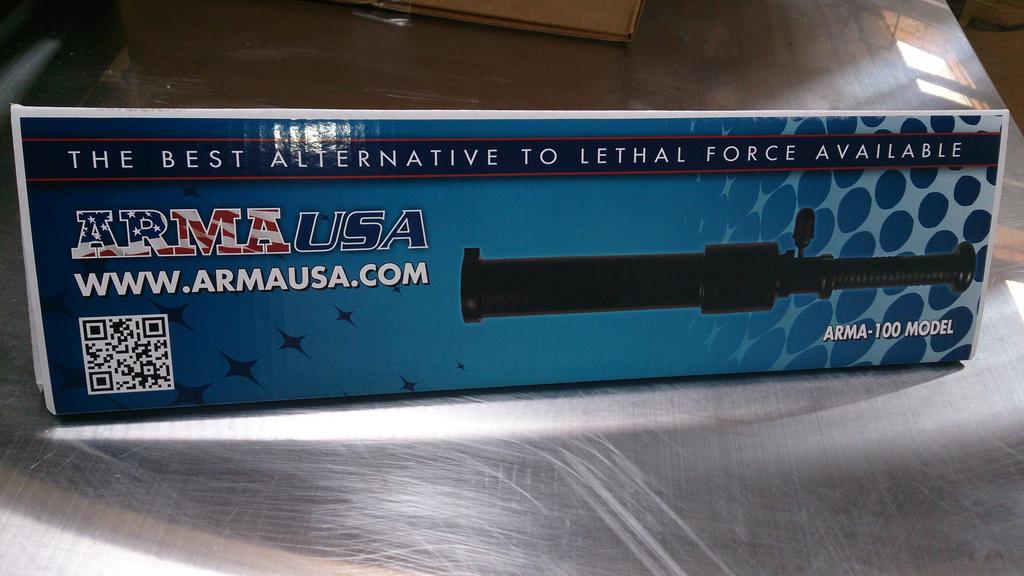 THE BEST ALTERNATIVE TO LETHAL FORCE AVAILABLE
ARMA USA
WWW.ARMAUSA.COM
ARMA-100 MODEL